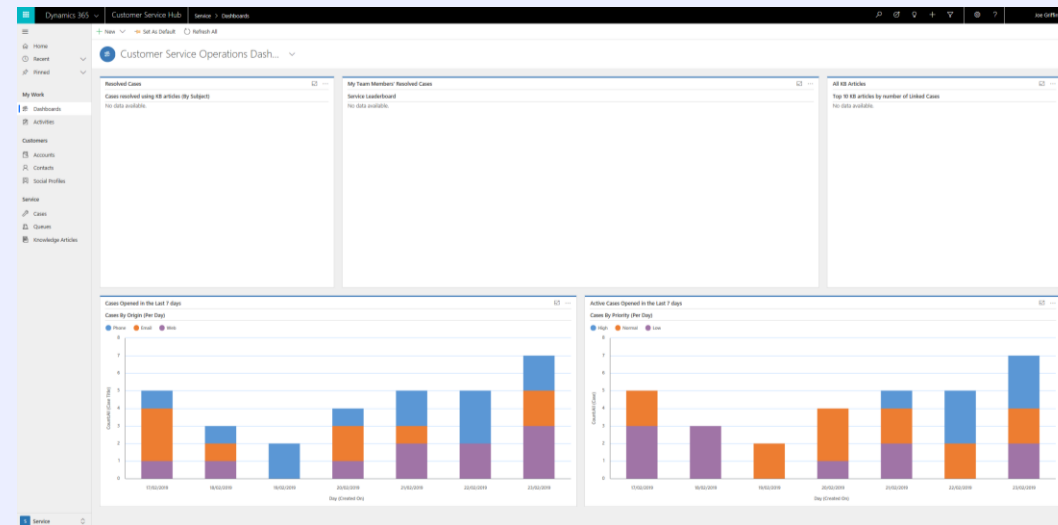 Dynamics 365
Customer Service Hub
Service > Dashboards
Joe Griffin
+ New
Set As Default
Refresh All
Home
Recent
Pinned
My Work
Dashboards
Activities
Customers
Accounts
Contacts
Social Profiles
Service
Cases
Queues
Knowledge Articles
S Service
Customer Service Operations Dash...
Resolved Cases
Cases resolved using KB articles (By Subject)
No data available.
My Team Members' Resolved Cases
Service Leaderboard
No data available.
All KB Articles
Top 10 KB articles by number of Linked Cases
No data available.
Cases Opened in the Last 7 days
Cases By Origin (Per Day)
Phone Email Web
8
7
6
5
4
3
2
1
0
CountAll (Case Title)
17/02/2019 18/02/2019 19/02/2019 20/02/2019 21/02/2019 22/02/2019 23/02/2019
Day (Created On)
Active Cases Opened in the Last 7 days
Cases By Priority (Per Day)
High Normal Low
8
7
6
5
4
3
2
1
0
CountAll (Case)
17/02/2019 18/02/2019 19/02/2019 20/02/2019 21/02/2019 22/02/2019 23/02/2019
Day (Created On)